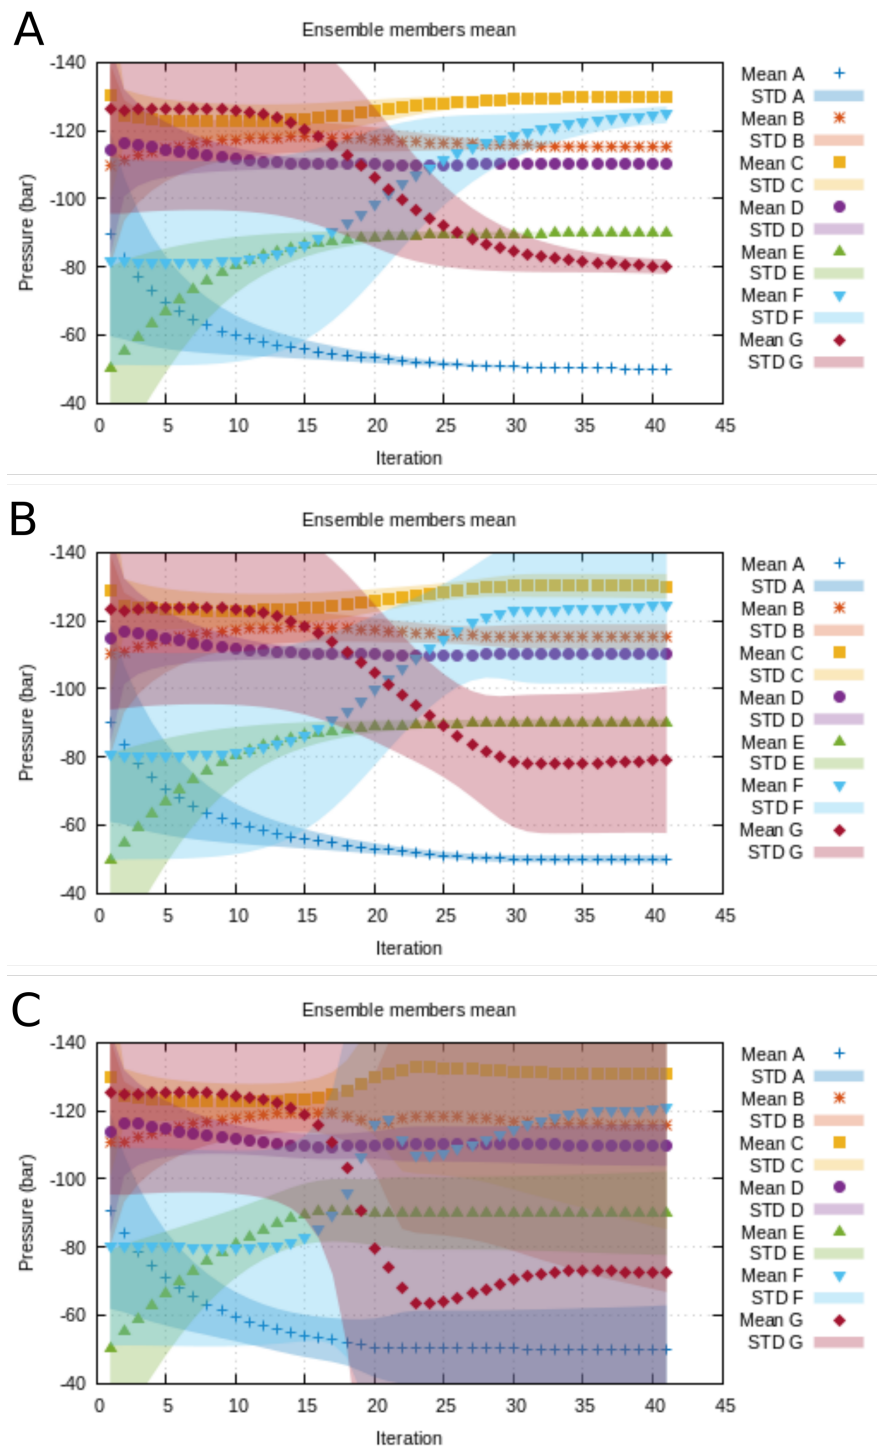 A
Ensemble members mean
Pressure (bar)
-140
-120
-100
-80
-60
-40
0 5 10 15 20 25 30 35 40 45
Iteration
Mean A
STD A
Mean B
STD B
Mean C
STD C
Mean D
STD D
Mean E
STD E
Mean F
STD F
Mean G
STD G
B
Ensemble members mean
Pressure (bar)
-140
-120
-100
-80
-60
-40
0 5 10 15 20 25 30 35 40 45
Iteration
Mean A
STD A
Mean B
STD B
Mean C
STD C
Mean D
STD D
Mean E
STD E
Mean F
STD F
Mean G
STD G
C
Ensemble members mean
Pressure (bar)
-140
-120
-100
-80
-60
-40
0 5 10 15 20 25 30 35 40 45
Iteration
Mean A
STD A
Mean B
STD B
Mean C
STD C
Mean D
STD D
Mean E
STD E
Mean F
STD F
Mean G
STD G